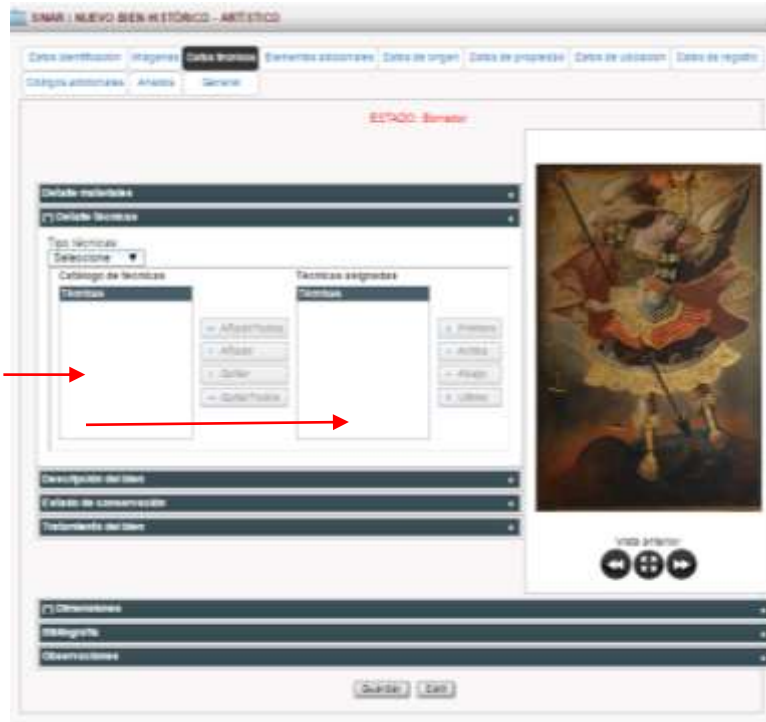 SINAR : NUEVO BIEN HISTÓRICO - ARTÍSTICO
Datos identificación Imágenes Datos técnicos Elementos adicionales Datos de origen Datos de propiedad Datos de ubicación Datos de registro
Códigos adicionales Anexos General
ESTADO: Borrador
Detalle materiales
(*) Detalle técnicas
Tipo técnicas:
Seleccione
Catálogo de técnicas Técnicas asignadas
Técnicas Técnicas
Añadir Todos Primero
Añadir Arriba
Quitar Abajo
Quitar Todos Último
Descripción del bien
Estado de conservación
Tratamiento del bien
Vista anterior
(*) Dimensiones
Bibliografía
Observaciones
Guardar Salir